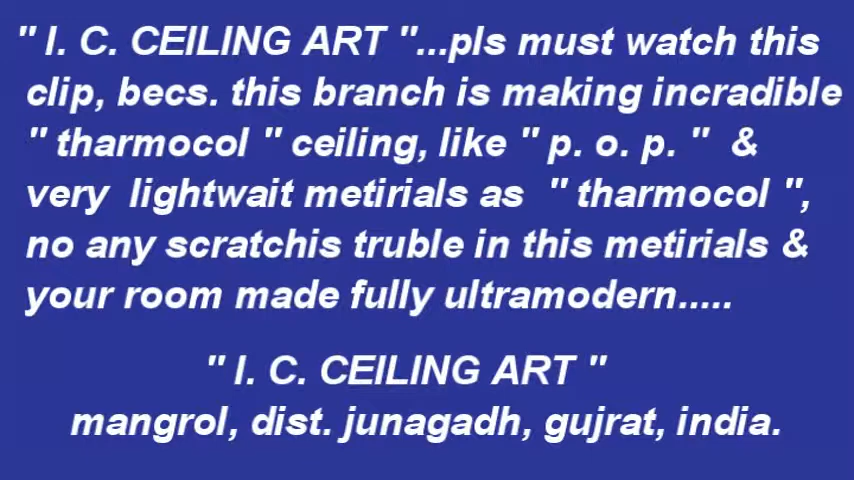 " I. C. CEILING ART "...pls must watch this
clip, becs. this branch is making incradible
" tharmocol " ceiling, like " p. o. p. " &
very lightwait metirials as " tharmocol ",
no any scratchis truble in this metirials &
your room made fully ultramodern.....
" I. C. CEILING ART "
mangrol, dist. junagadh, gujrat, india.